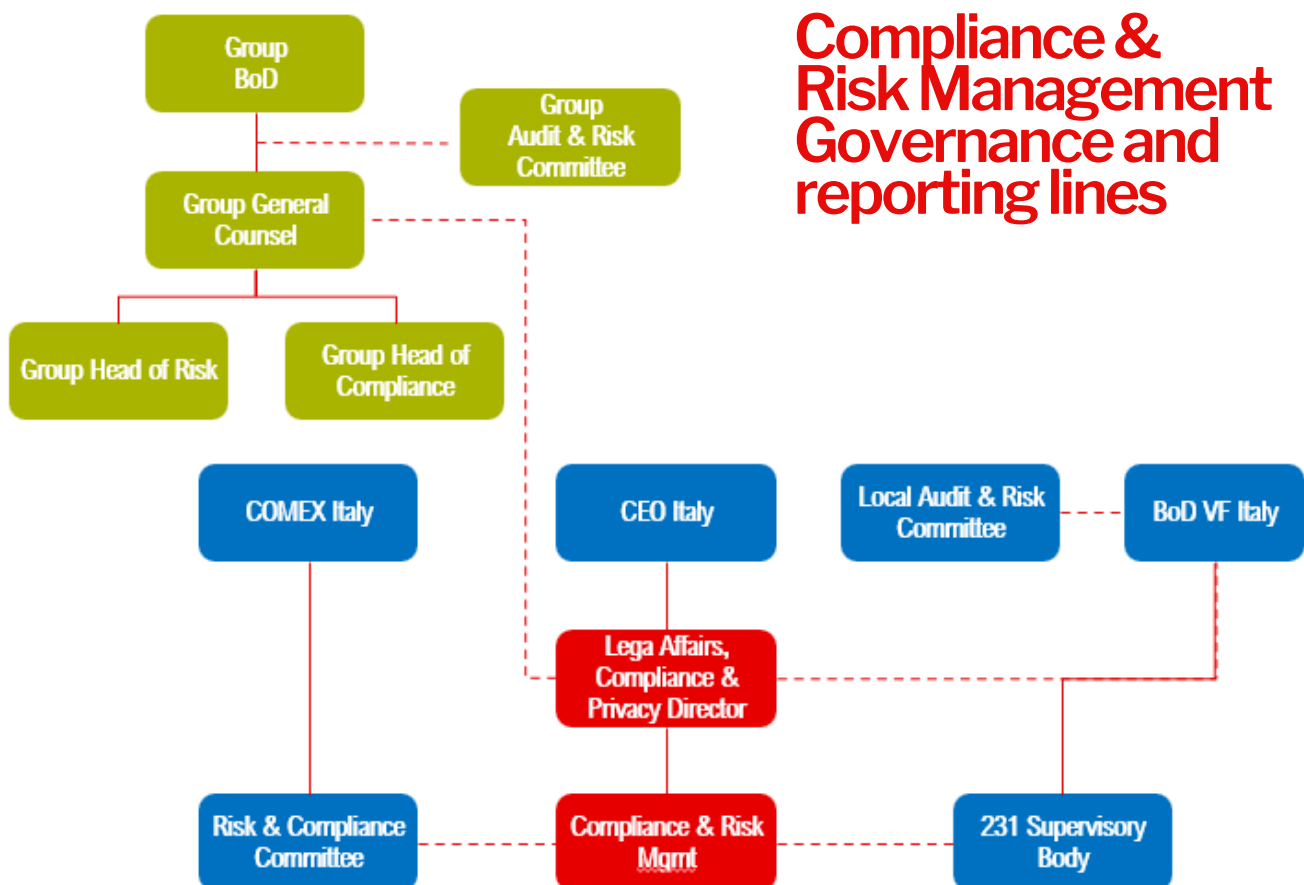 Compliance &
Risk Management
Governance and
reporting lines
Group
BoD
Group
Audit & Risk
Committee
Group General
Counsel
Group Head of Risk
Group Head of
Compliance
COMEX Italy
CEO Italy
Local Audit & Risk
Committee
BoD VF Italy
Lega Affairs,
Compliance &
Privacy Director
Risk & Compliance
Committee
Compliance & Risk
Mgmt
231 Supervisory
Body